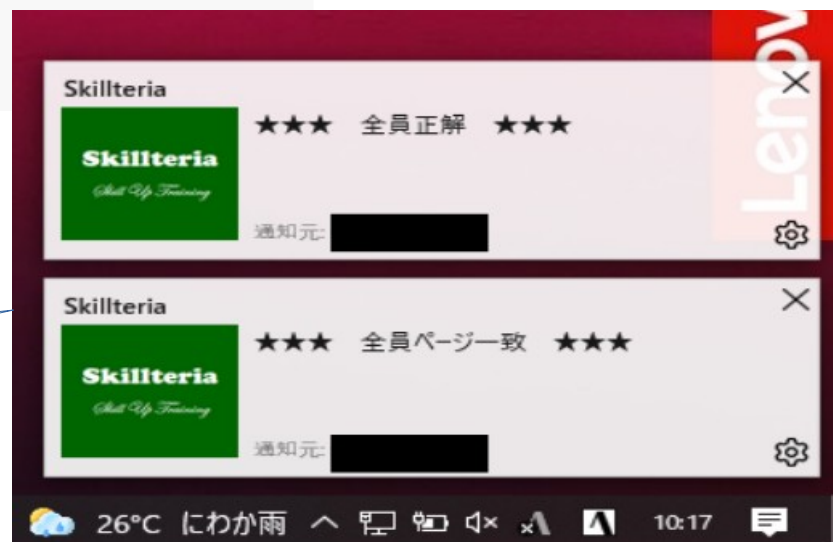 Lenov
Skillteria
★★★　全員正解　★★★
Skillteria
Skill Up Training
通知元:
Skillteria
★★★　全員ページ一致　★★★
Skillteria
Skill Up Training
通知元:
26°C にわか雨
10:17